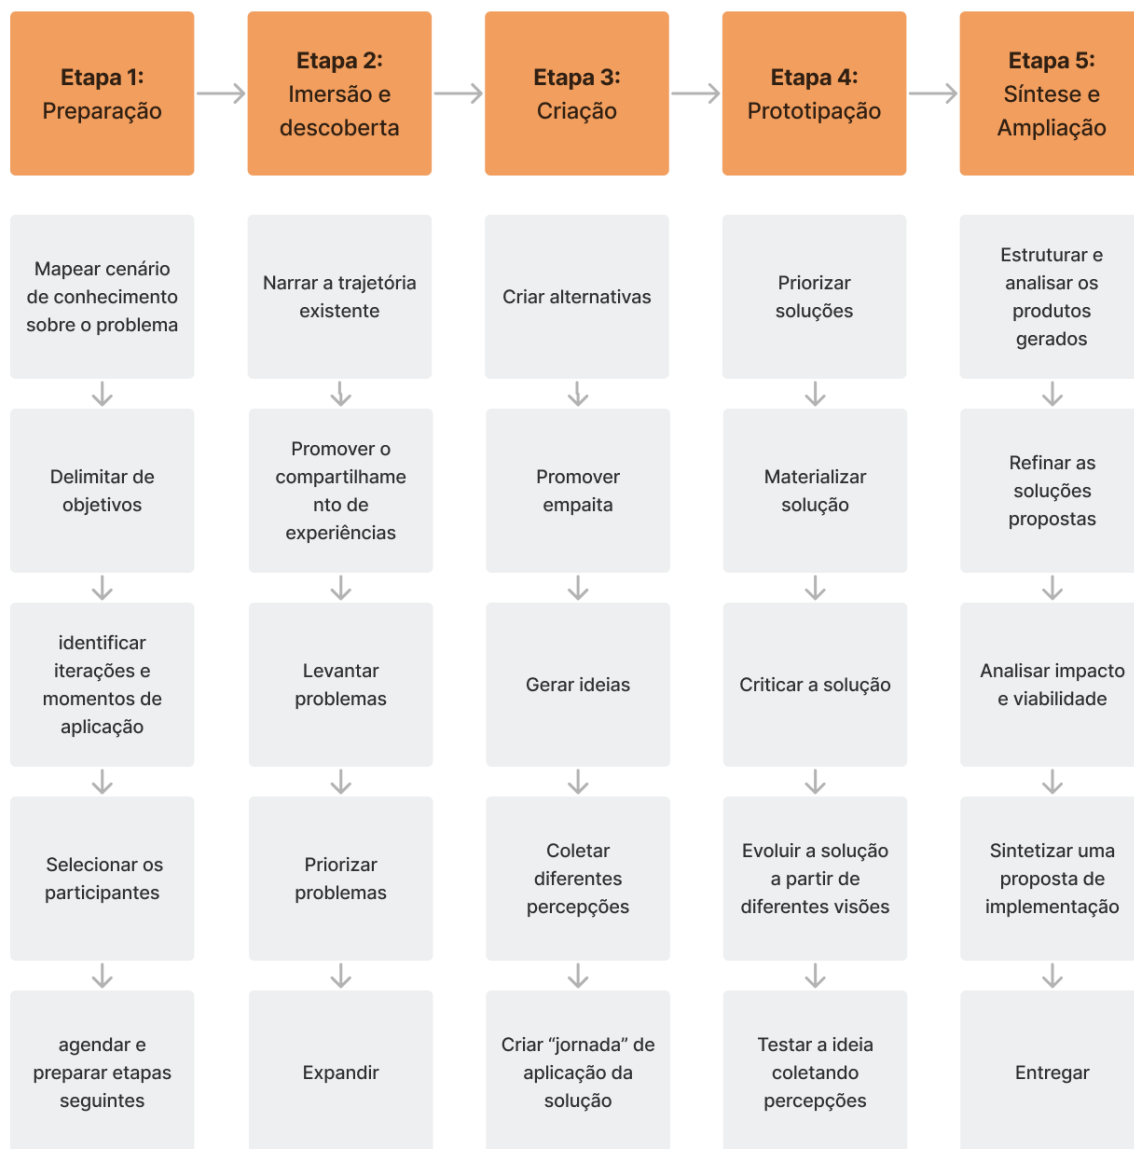 Etapa 1:
Preparação
Etapa 2:
Imersão e
descoberta
Etapa 3:
Criação
Etapa 4:
Prototipação
Etapa 5:
Síntese e
Ampliação
Mapear cenário
de conhecimento
sobre o problema
Narrar a trajetória
existente
Criar alternativas
Priorizar
soluções
Estruturar e
analisar os
produtos
gerados
Delimitar de
objetivos
Promover o
compartilhame
nto de
experiências
Promover
empaita
Materializar
solução
Refinar as
soluções
propostas
identificar
iterações e
momentos de
aplicação
Levantar
problemas
Gerar ideias
Criticar a solução
Analisar impacto
e viabilidade
Selecionar os
participantes
Priorizar
problemas
Coletar
diferentes
percepções
Evoluir a solução
a partir de
diferentes visões
Sintetizar uma
proposta de
implementação
agendar e
preparar etapas
seguintes
Expandir
Criar “jornada” de
aplicação da
solução
Testar a ideia
coletando
percepções
Entregar